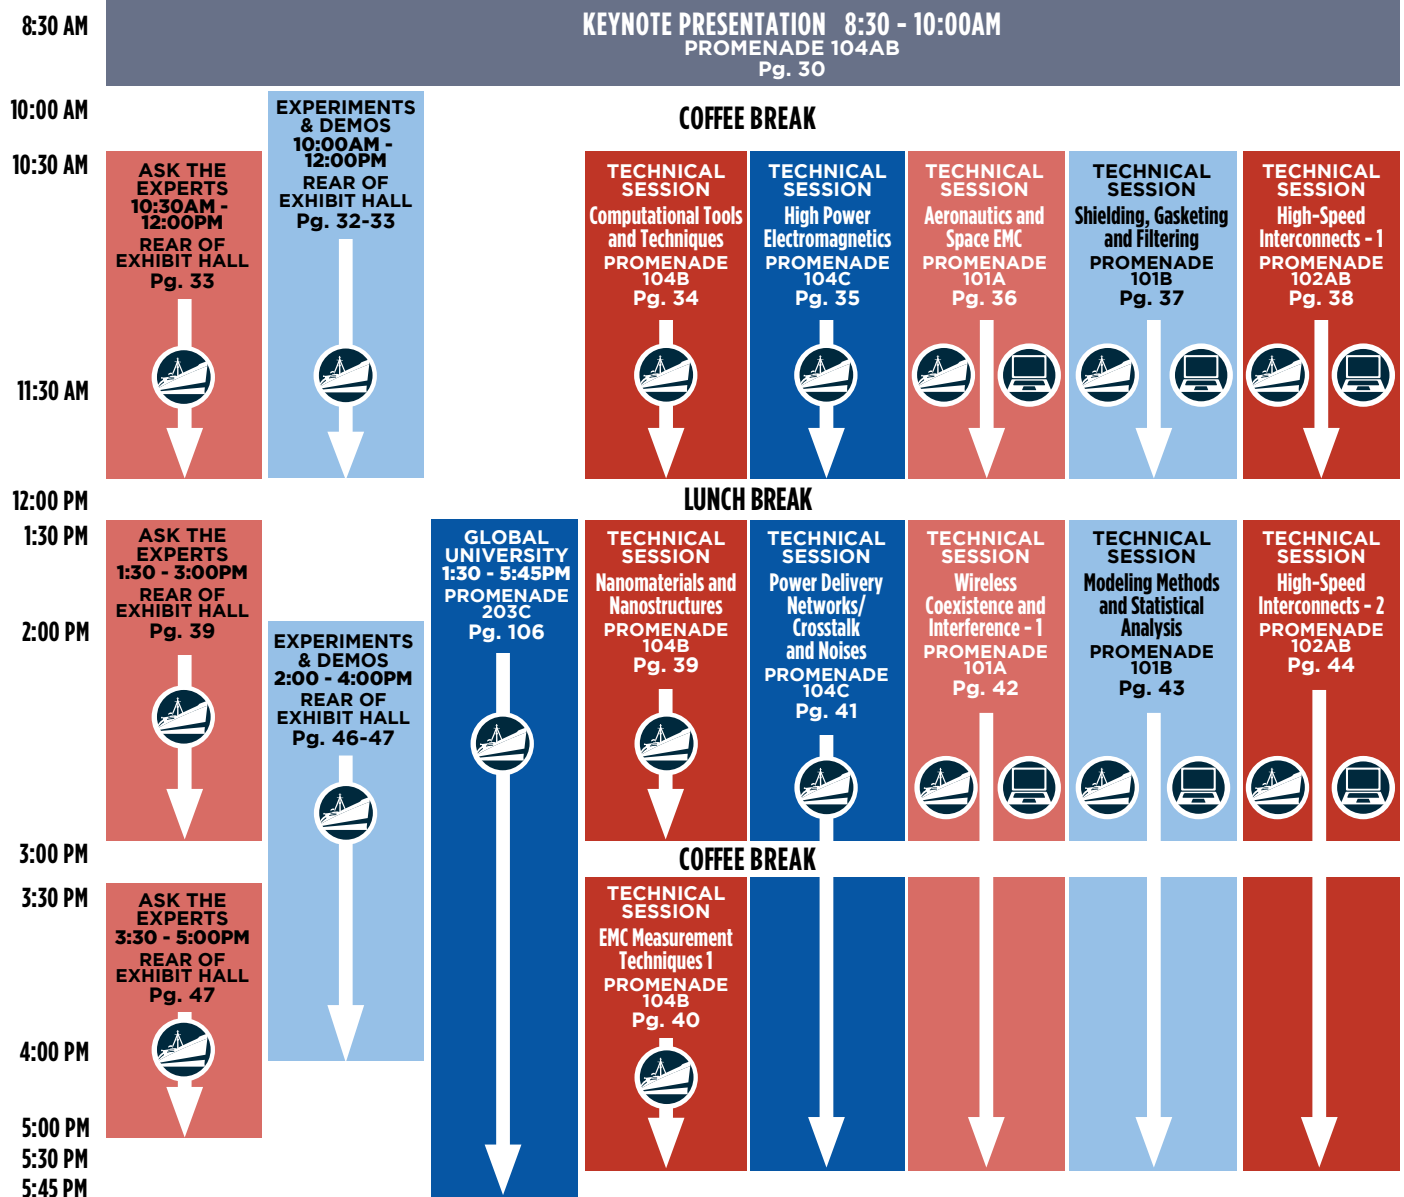 8:30 AM
KEYNOTE PRESENTATION 8:30 - 10:00AM
PROMENADE 104AB
Pg. 30
10:00 AM
COFFEE BREAK
EXPERIMENTS
& DEMOS
10:00AM -
12:00PM
REAR OF
EXHIBIT HALL
Pg. 32-33
10:30 AM
ASK THE
EXPERTS
10:30AM -
12:00PM
REAR OF
EXHIBIT HALL
Pg. 33
TECHNICAL
SESSION
Computational Tools
and Techniques
PROMENADE
104B
Pg. 34
TECHNICAL
SESSION
High Power
Electromagnetics
PROMENADE
104C
Pg. 35
TECHNICAL
SESSION
Aeronautics and
Space EMC
PROMENADE
101A
Pg. 36
TECHNICAL
SESSION
Shielding, Gasketing
and Filtering
PROMENADE
101B
Pg. 37
TECHNICAL
SESSION
High-Speed
Interconnects - 1
PROMENADE
102AB
Pg. 38
11:30 AM
12:00 PM
LUNCH BREAK
1:30 PM
ASK THE
EXPERTS
1:30 - 3:00PM
REAR OF
EXHIBIT HALL
Pg. 39
GLOBAL
UNIVERSITY
1:30 - 5:45PM
PROMENADE
203C
Pg. 106
TECHNICAL
SESSION
Nanomaterials and
Nanostructures
PROMENADE
104B
Pg. 39
TECHNICAL
SESSION
Power Delivery
Networks/
Crosstalk
and Noises
PROMENADE
104C
Pg. 41
TECHNICAL
SESSION
Wireless
Coexistence and
Interference - 1
PROMENADE
101A
Pg. 42
TECHNICAL
SESSION
Modeling Methods
and Statistical
Analysis
PROMENADE
101B
Pg. 43
TECHNICAL
SESSION
High-Speed
Interconnects - 2
PROMENADE
102AB
Pg. 44
2:00 PM
EXPERIMENTS
& DEMOS
2:00 - 4:00PM
REAR OF
EXHIBIT HALL
Pg. 46-47
3:00 PM
COFFEE BREAK
3:30 PM
ASK THE
EXPERTS
3:30 - 5:00PM
REAR OF
EXHIBIT HALL
Pg. 47
TECHNICAL
SESSION
EMC Measurement
Techniques 1
PROMENADE
104B
Pg. 40
4:00 PM
5:00 PM
5:30 PM
5:45 PM